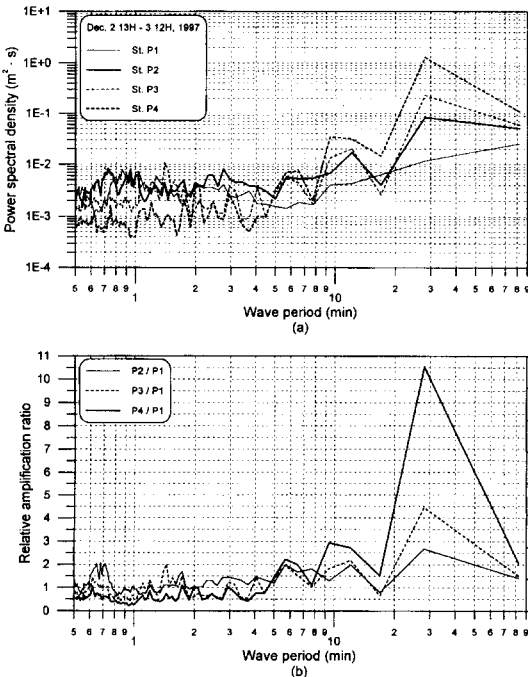 1E+1
1E+0
1E-1
1E-2
1E-3
1E-4
Power spectral density (m² · s)
Dec. 2 13H - 3 12H, 1997
St. P1
St. P2
St. P3
St. P4
5 6 7 8 9 1 2 3 4 5 6 7 8 9 10 2 3 4 5 6 7 8 9
Wave period (min)
(a)
11
10
9
8
7
6
5
4
3
2
1
0
Relative amplification ratio
P2 / P1
P3 / P1
P4 / P1
5 6 7 8 9 1 2 3 4 5 6 7 8 9 10 2 3 4 5 6 7 8 9
Wave period (min)
(b)